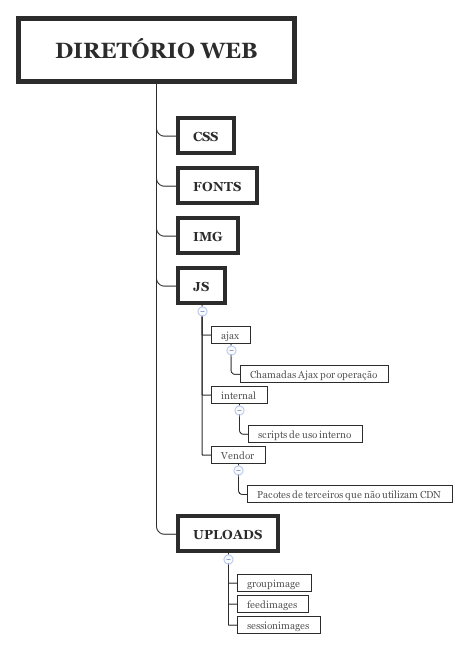 DIRETÓRIO WEB
CSS
FONTS
IMG
JS
ajax
Chamadas Ajax por operação
internal
scripts de uso interno
Vendor
Pacotes de terceiros que não utilizam CDN
UPLOADS
groupimage
feedimages
sessionimages